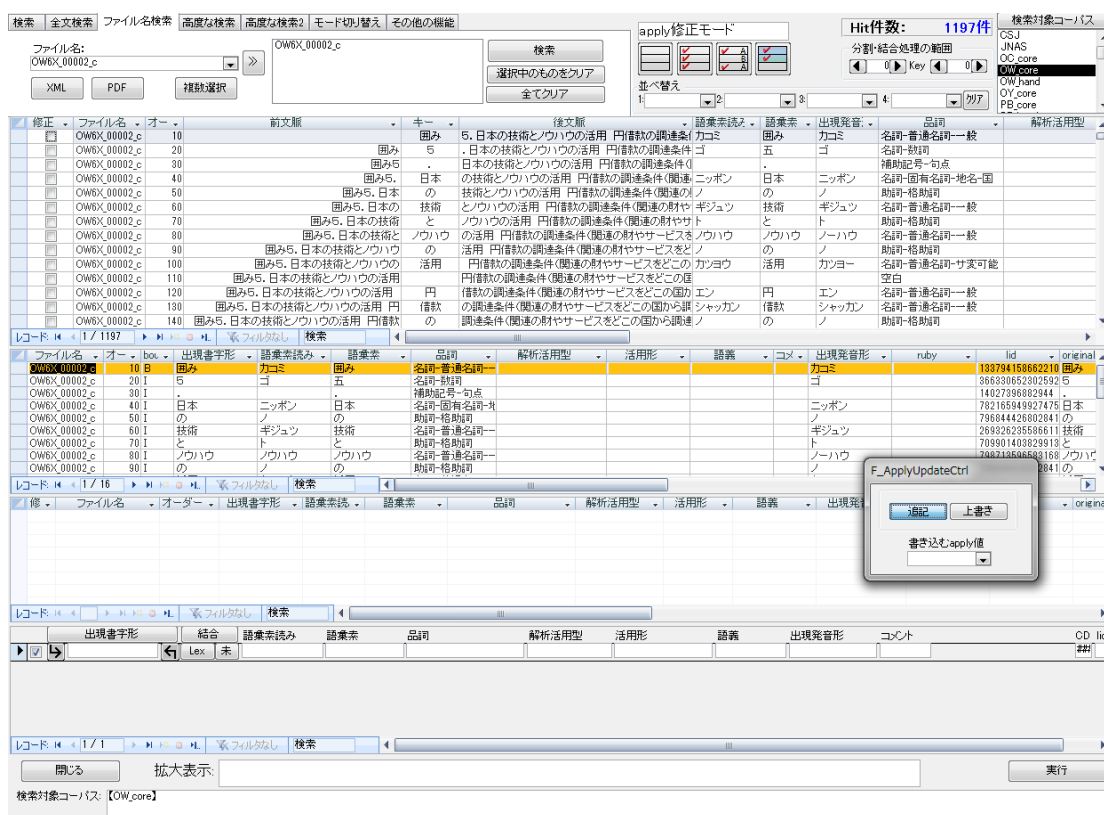 検索 全文検索 ファイル名検索 高度な検索 高度な検索2 モード切り替え その他の機能
ファイル名:
OW6X_00002_c
XML PDF 複数選択
OW6X_00002_c
検索
選択中のものをクリア
全てクリア
apply修正モード
Hit件数: 1197件
分割・結合処理の範囲
0 Key 0
並べ替え
1: 2: 3: 4: クリア
検索対象コーパス
CSJ
JNAS
OC_core
OW_core
OW_hand
OY_core
PB_core
修正 ファイル名 オー 前文脈 キー 後文脈 語彙素読み 語彙素 出現発音: 品詞 解析活用型
OW6X_00002_c 10 囲み 5.日本の技術とノウハウの活用 円借款の調達条件( カコミ 囲み カコミ 名詞-普通名詞-一般
OW6X_00002_c 20 囲み 5 .日本の技術とノウハウの活用 円借款の調達条件 ゴ 五 ゴ 名詞-数詞
OW6X_00002_c 30 囲み5 . 日本の技術とノウハウの活用 円借款の調達条件( . 補助記号-句点
OW6X_00002_c 40 囲み5. 日本 の技術とノウハウの活用 円借款の調達条件(関連 ニッポン 日本 ニッポン 名詞-固有名詞-地名-国
OW6X_00002_c 50 囲み5.日本 の 技術とノウハウの活用 円借款の調達条件(関連の ノ の ノ 助詞-格助詞
OW6X_00002_c 60 囲み5.日本の 技術 とノウハウの活用 円借款の調達条件(関連の財や ギジュツ 技術 ギジュツ 名詞-普通名詞-一般
OW6X_00002_c 70 囲み5.日本の技術 と ノウハウの活用 円借款の調達条件(関連の財やサ ト と ト 助詞-格助詞
OW6X_00002_c 80 囲み5.日本の技術と ノウハウ の活用 円借款の調達条件(関連の財やサービスを ノウハウ ノウハウ ノーハウ 名詞-普通名詞-一般
OW6X_00002_c 90 囲み5.日本の技術とノウハウ の 活用 円借款の調達条件(関連の財やサービスをど ノ の ノ 助詞-格助詞
OW6X_00002_c 100 囲み5.日本の技術とノウハウの 活用 円借款の調達条件(関連の財やサービスをどこの カツヨウ 活用 カツヨー 名詞-普通名詞-サ変可能
OW6X_00002_c 110 囲み5.日本の技術とノウハウの活用 円借款の調達条件(関連の財やサービスをどこの国 空白
OW6X_00002_c 120 囲み5.日本の技術とノウハウの活用 円 借款の調達条件(関連の財やサービスをどこの国か エン 円 エン 名詞-普通名詞-一般
OW6X_00002_c 130 囲み5.日本の技術とノウハウの活用 円 借款 の調達条件(関連の財やサービスをどこの国から調 シャッカン 借款 シャッカン 名詞-普通名詞-一般
OW6X_00002_c 140 囲み5.日本の技術とノウハウの活用 円借款 の 調達条件(関連の財やサービスをどこの国から調達 ノ の ノ 助詞-格助詞
レコード: 1 / 1197 フィルタなし 検索
ファイル名 オー bou 出現書字形 語彙素読み 語彙素 品詞 解析活用型 活用形 語義 コメ 出現発音形 ruby lid original
OW6X_00002_c 10 B 囲み カコミ 囲み 名詞-普通名詞-一 カコミ 133794158662210 囲み
OW6X_00002_c 20 I 5 ゴ 五 名詞-数詞 ゴ 366330652302592 5
OW6X_00002_c 30 I . . 補助記号-句点 14027396882944 .
OW6X_00002_c 40 I 日本 ニッポン 日本 名詞-固有名詞-地 ニッポン 782165949927475 日本
OW6X_00002_c 50 I の ノ の 助詞-格助詞 ノ 796844426802841 の
OW6X_00002_c 60 I 技術 ギジュツ 技術 名詞-普通名詞-一 ギジュツ 269326235586611 技術
OW6X_00002_c 70 I と ト と 助詞-格助詞 ト 709901403829913 と
OW6X_00002_c 80 I ノウハウ ノウハウ ノウハウ 名詞-普通名詞-一 ノーハウ ノウハウ
OW6X_00002_c 90 I の ノ の 助詞-格助詞 ノ 2841 の
レコード: 1 / 16 フィルタなし 検索
F_ApplyUpdateCtrl
追記 上書き
書き込むapply値
修 ファイル名 オーダー 出現書字形 語彙素読 語彙素 品詞 解析活用型 活用形 語義 出現発音
レコード: フィルタなし 検索
出現書字形 結合 語彙素読み 語彙素 品詞 解析活用型 活用形 語義 出現発音形 コメント CD lid
Lex 未 ##
レコード: 1 / 1 フィルタなし 検索
閉じる 拡大表示: 実行
検索対象コーパス: 【OW_core】